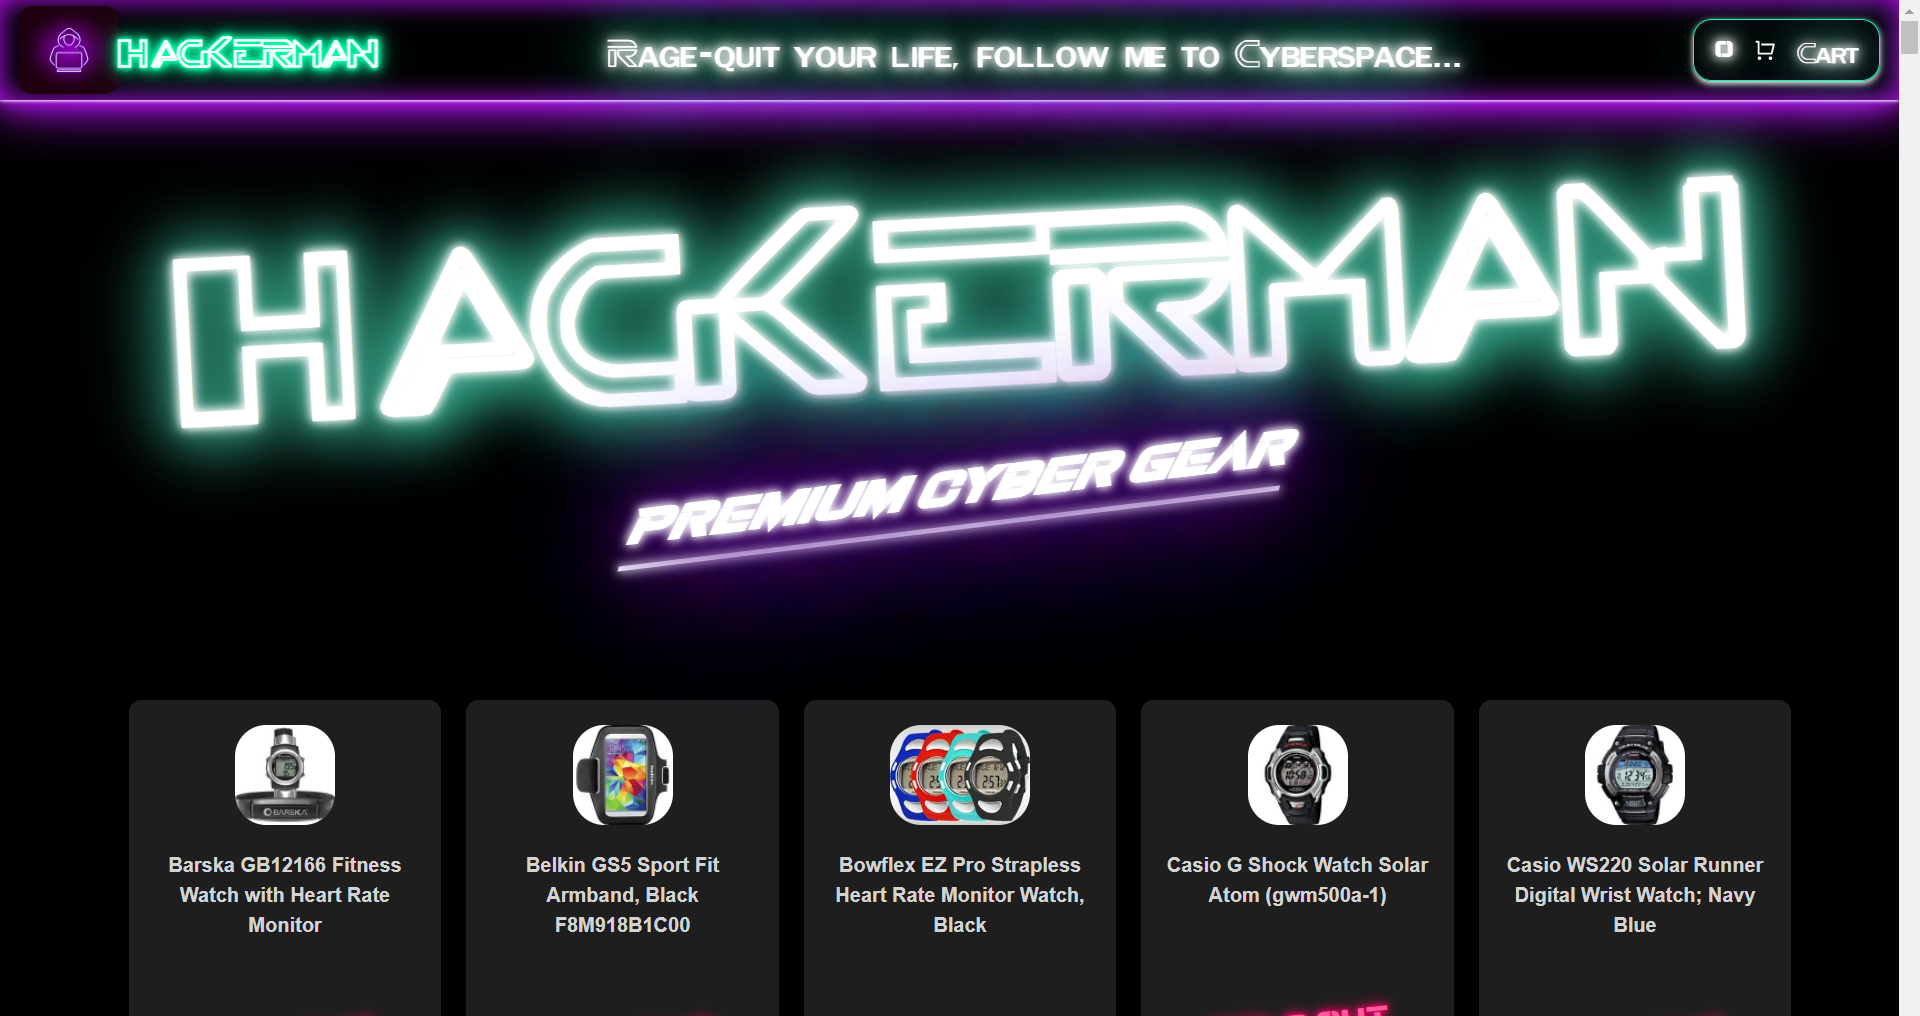 HACKERMAN
Rage-quit your life, follow me to Cyberspace...
0
Cart
HACKERMAN
PREMIUM CYBER GEAR
BARSKA
Barska GB12166 Fitness
Watch with Heart Rate
Monitor
Belkin GS5 Sport Fit
Armband, Black
F8M918B1C00
Bowflex EZ Pro Strapless
Heart Rate Monitor Watch,
Black
Casio G Shock Watch Solar
Atom (gwm500a-1)
Casio WS220 Solar Runner
Digital Wrist Watch; Navy
Blue